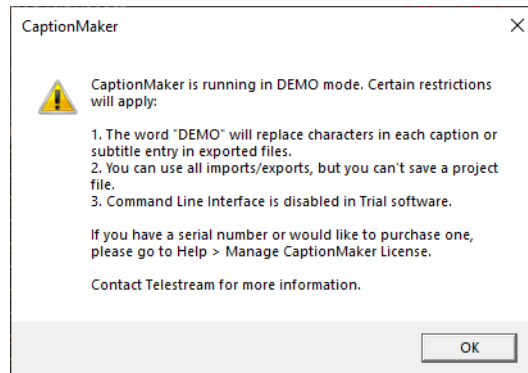 CaptionMaker
CaptionMaker is running in DEMO mode. Certain restrictions
will apply:
1. The word "DEMO" will replace characters in each caption or
subtitle entry in exported files.
2. You can use all imports/exports, but you can't save a project
file.
3. Command Line Interface is disabled in Trial software.
If you have a serial number or would like to purchase one,
please go to Help > Manage CaptionMaker License.
Contact Telestream for more information.
OK